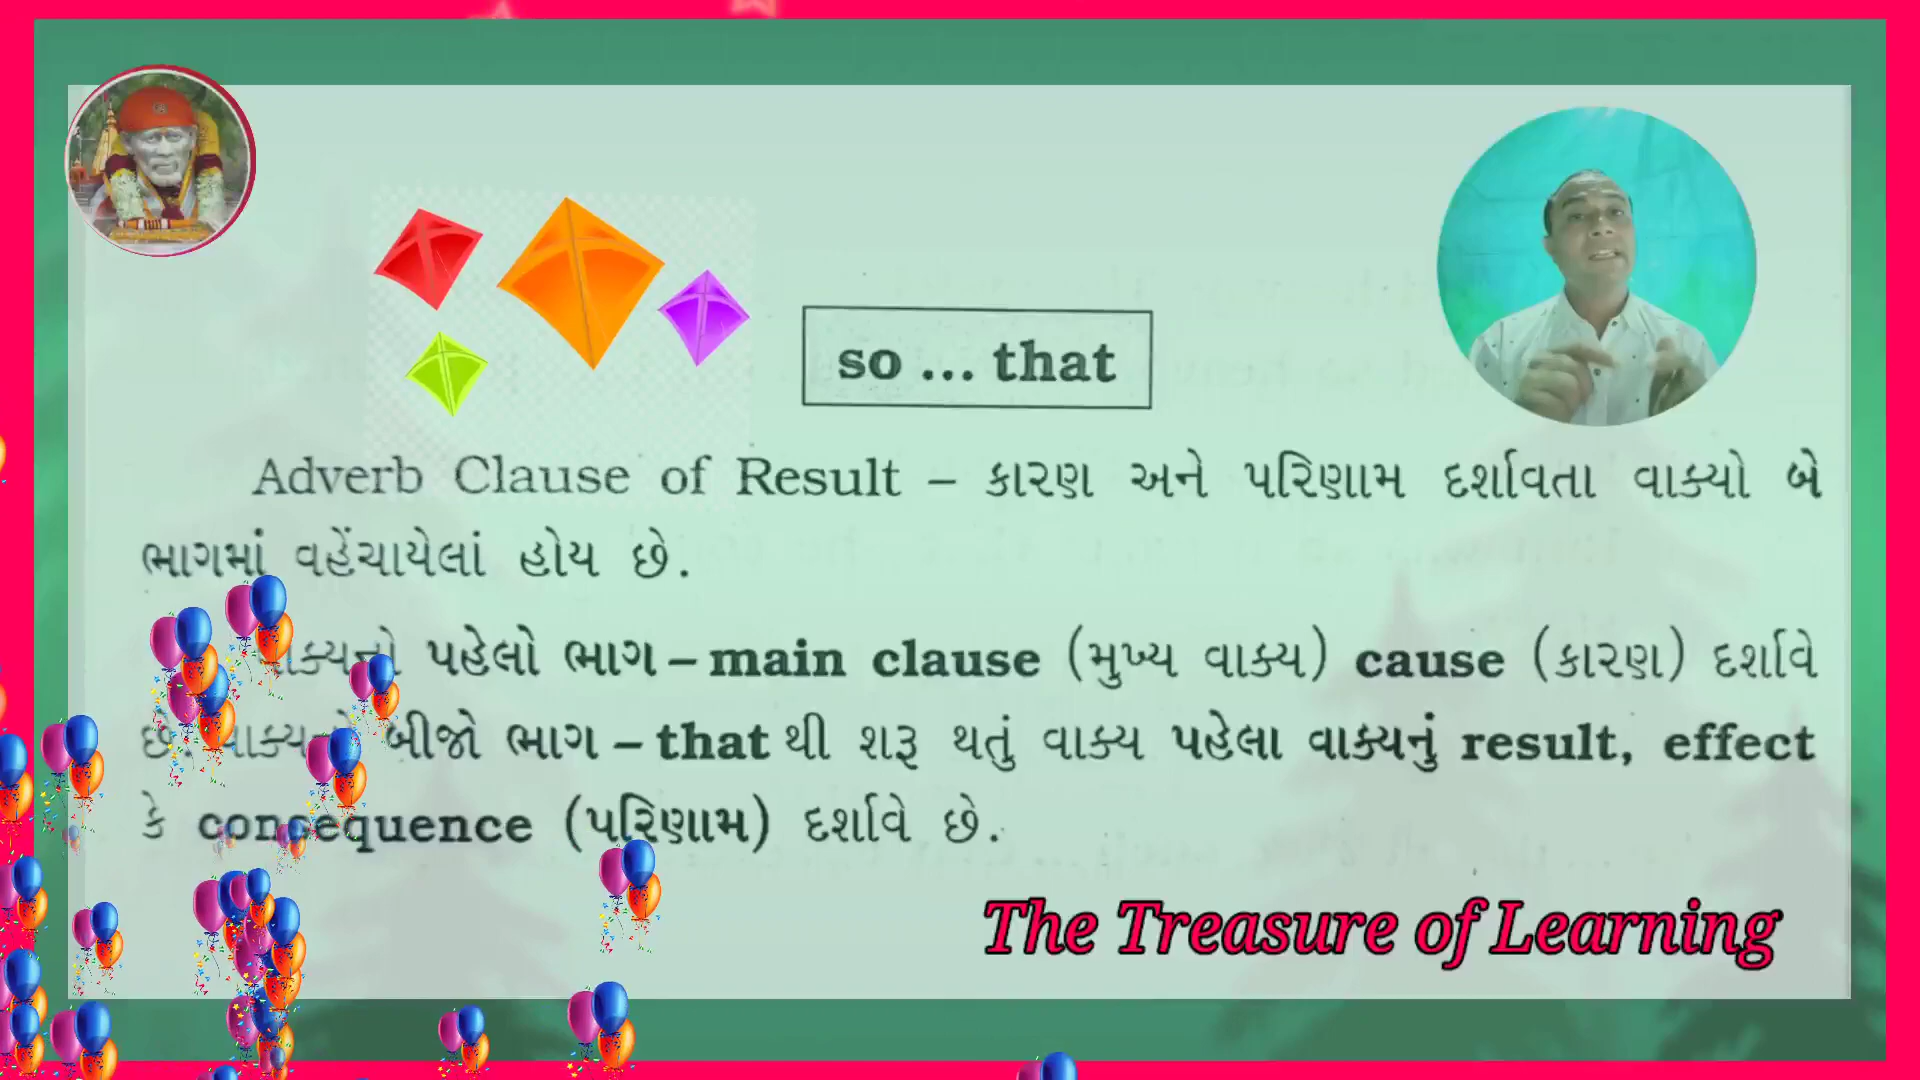 so ... that
Adverb Clause of Result – કારણ અને પરિણામ દર્શાવતા વાક્યો બે
ભાગમાં વહેંચાયેલાં હોય છે.
પહેલો ભાગ – main clause (મુખ્ય વાક્ય) cause (કારણ) દર્શાવે
છે. બીજો ભાગ – that થી શરૂ થતું વાક્ય પહેલા વાક્યનું result, effect
કે consequence (પરિણામ) દર્શાવે છે.
The Treasure of Learning